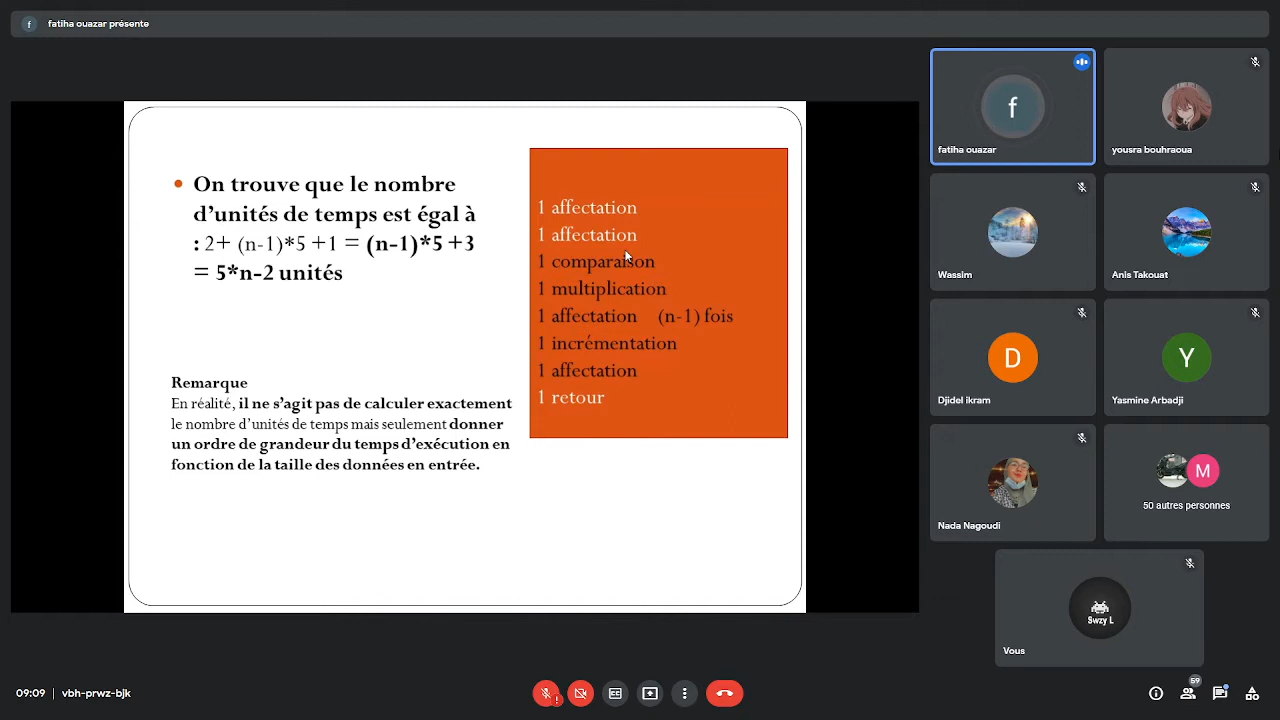 fatiha ouazar présente
f
On trouve que le nombre
d'unités de temps est égal à
: 2+ (n-1)*5 +1 = (n-1)*5 +3
= 5*n-2 unités
Remarque
En réalité, il ne s'agit pas de calculer exactement
le nombre d'unités de temps mais seulement donner
un ordre de grandeur du temps d'exécution en
fonction de la taille des données en entrée.
1 affectation
1 affectation
1 comparaison
1 multiplication
1 affectation (n-1) fois
1 incrémentation
1 affectation
1 retour
f
fatiha ouazar
yousra bouhraoua
Wassim
Anis Takouat
D
Djidel ikram
Y
Yasmine Arbadji
Nada Nagoudi
M
50 autres personnes
Swzy L
Vous
09:09 | vbh-prwz-bjk
59